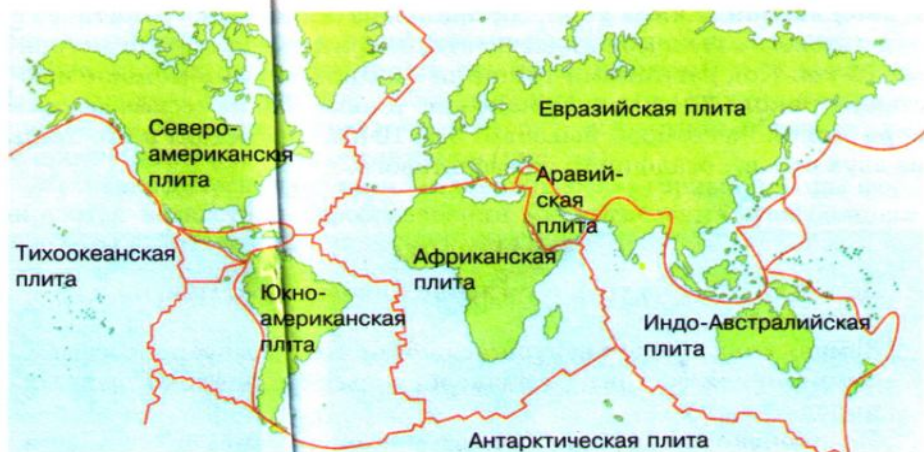 Северо-
американская
плита
Евразийская плита
Аравий-
ская
плита
Тихоокеанская
плита
Африканская
плита
Южно-
американская
плита
Индо-Австралийская
плита
Антарктическая плита